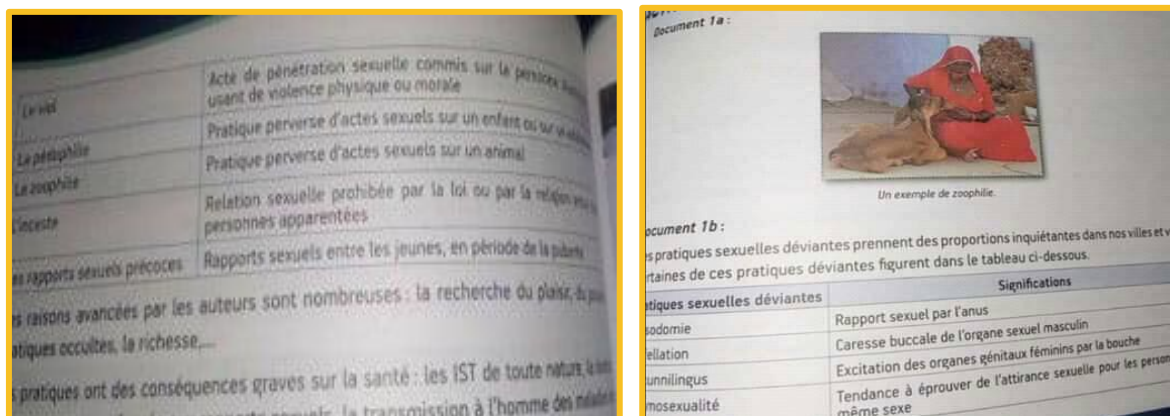 Le viol
Acte de pénétration sexuelle commis sur la personne
usant de violence physique ou morale
La pédophilie
Pratique perverse d'actes sexuels sur un enfant ou sur un
La zoophilie
Pratique perverse d'actes sexuels sur un animal
L'inceste
Relation sexuelle prohibée par la loi ou par la religion
personnes apparentées
es rapports sexuels précoces
Rapports sexuels entre les jeunes, en période de la puberté
es raisons avancées par les auteurs sont nombreuses : la recherche du plaisir,
atiques occultes, la richesse,...
s pratiques ont des conséquences graves sur la santé : les IST de toute nature,
la transmission à l'homme des
Document 1a :
Un exemple de zoophilie.
ocument 1b :
s pratiques sexuelles déviantes prennent des proportions inquiétantes dans nos villes et v
rtaines de ces pratiques déviantes figurent dans le tableau ci-dessous.
atiques sexuelles déviantes
Significations
sodomie
Rapport sexuel par l'anus
ellation
Caresse buccale de l'organe sexuel masculin
unnilingus
Excitation des organes génitaux féminins par la bouche
mosexualité
Tendance à éprouver de l'attirance sexuelle pour les person
même sexe